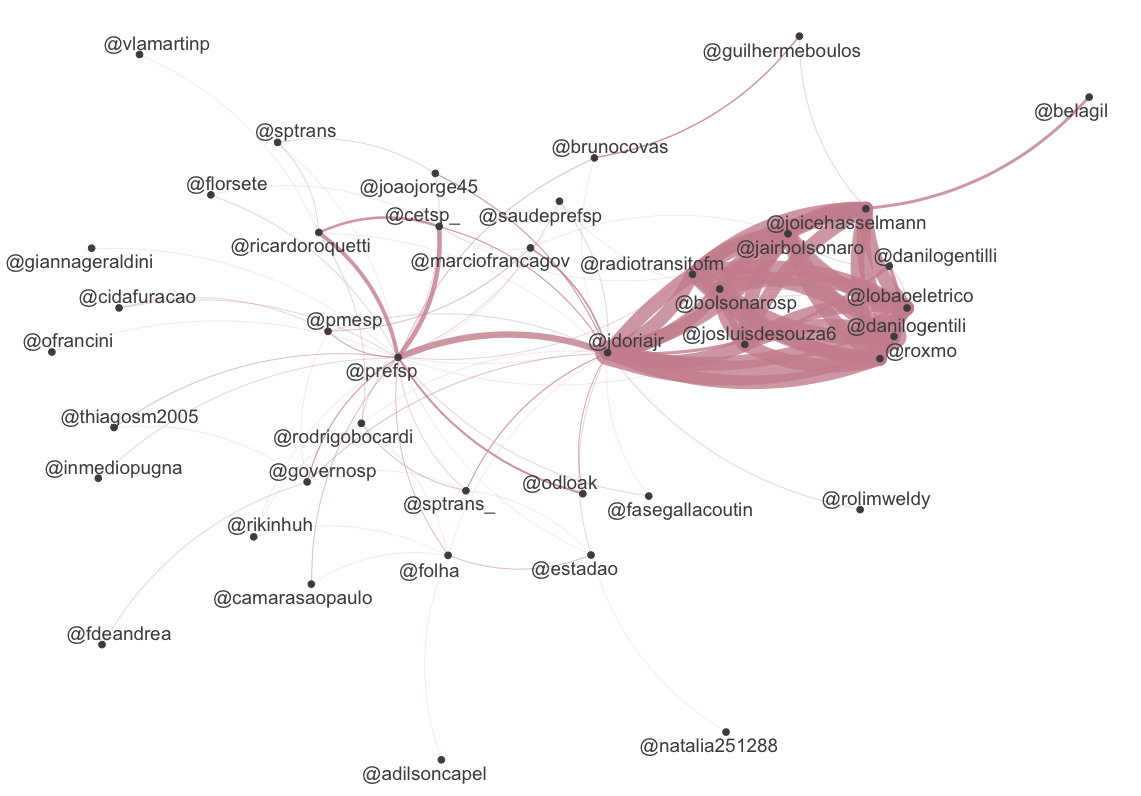 @vlamartinp
@guilhermeboulos
@belagil
@sptrans
@brunocovas
@florsete
@joaojorge45
@cetsp_
@saudeprefsp
@joicehasselmann
@ricardoroquetti
@jairbolsonaro
@danilogentilli
@giannageraldini
@marciofrancagov
@radiotransitofm
@cidafuracao
@bolsonarosp
@lobaoeletrico
@pmesp
@danilogentili
@ofrancini
@jdoriajr
@josluisdesouza6
@roxmo
@prefsp
@thiagosm2005
@rodrigobocardi
@inmediopugna
@governosp
@odloak
@sptrans_
@fasegallacoutin
@rolimweldy
@rikinhuh
@folha
@estadao
@camarasaopaulo
@fdeandrea
@natalia251288
@adilsoncapel